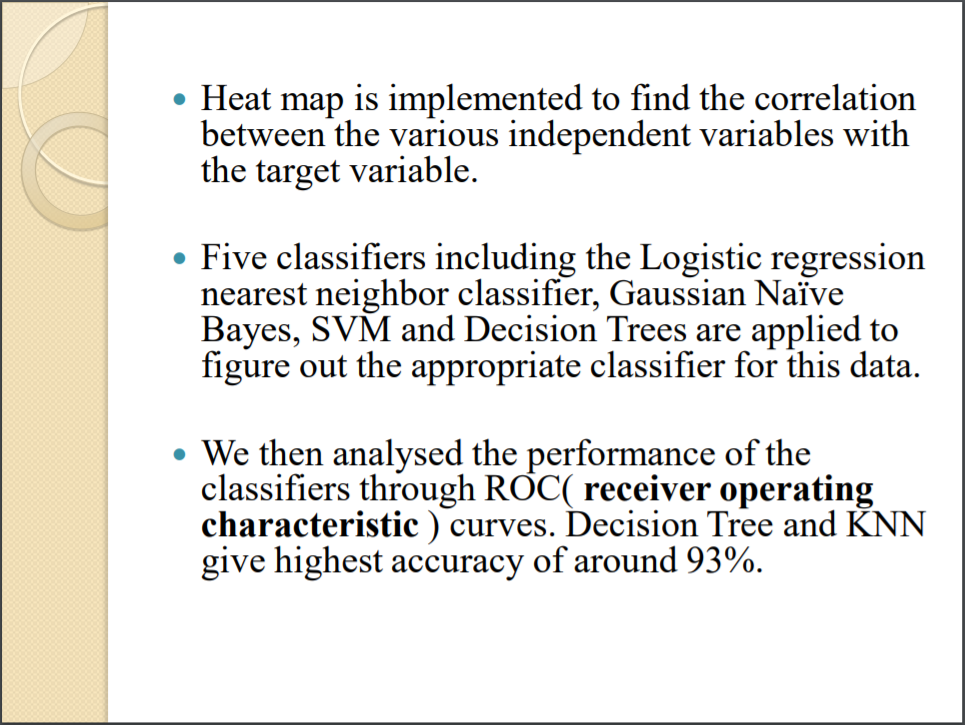 • Heat map is implemented to find the correlation
between the various independent variables with
the target variable.
• Five classifiers including the Logistic regression
nearest neighbor classifier, Gaussian Naïve
Bayes, SVM and Decision Trees are applied to
figure out the appropriate classifier for this data.
• We then analysed the performance of the
classifiers through ROC( receiver operating
characteristic ) curves. Decision Tree and KNN
give highest accuracy of around 93%.